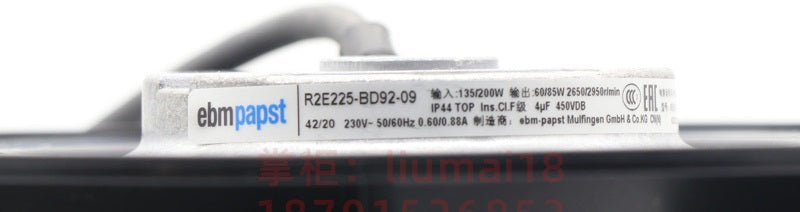 ebmpapst
R2E225-BD92-09
42/20 230V~ 50/60Hz 0.60/0.88A
输入:135/200W 输出:60/85W 2650/2950r/min
IP44 TOP Ins.Cl.F级 4μF 450VDB
制造商: ebm-papst Mulfingen GmbH & Co.KG
CCC EAC
掌柜: liumai18